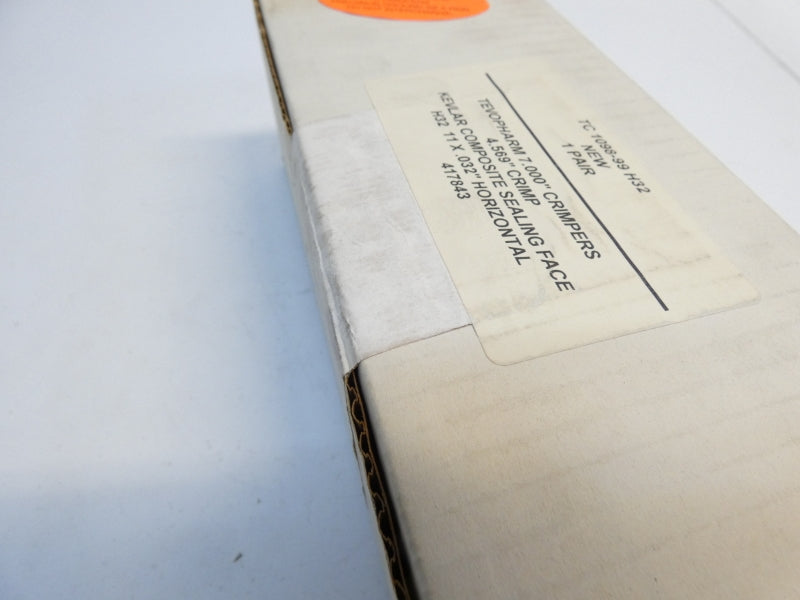 TC 1098-99 H32
NEW
1 PAIR
TEVOPHARM 7.000" CRIMPERS
4.569" CRIMP
KEVLAR COMPOSITE SEALING FACE
H32 11 X .032" HORIZONTAL
417843